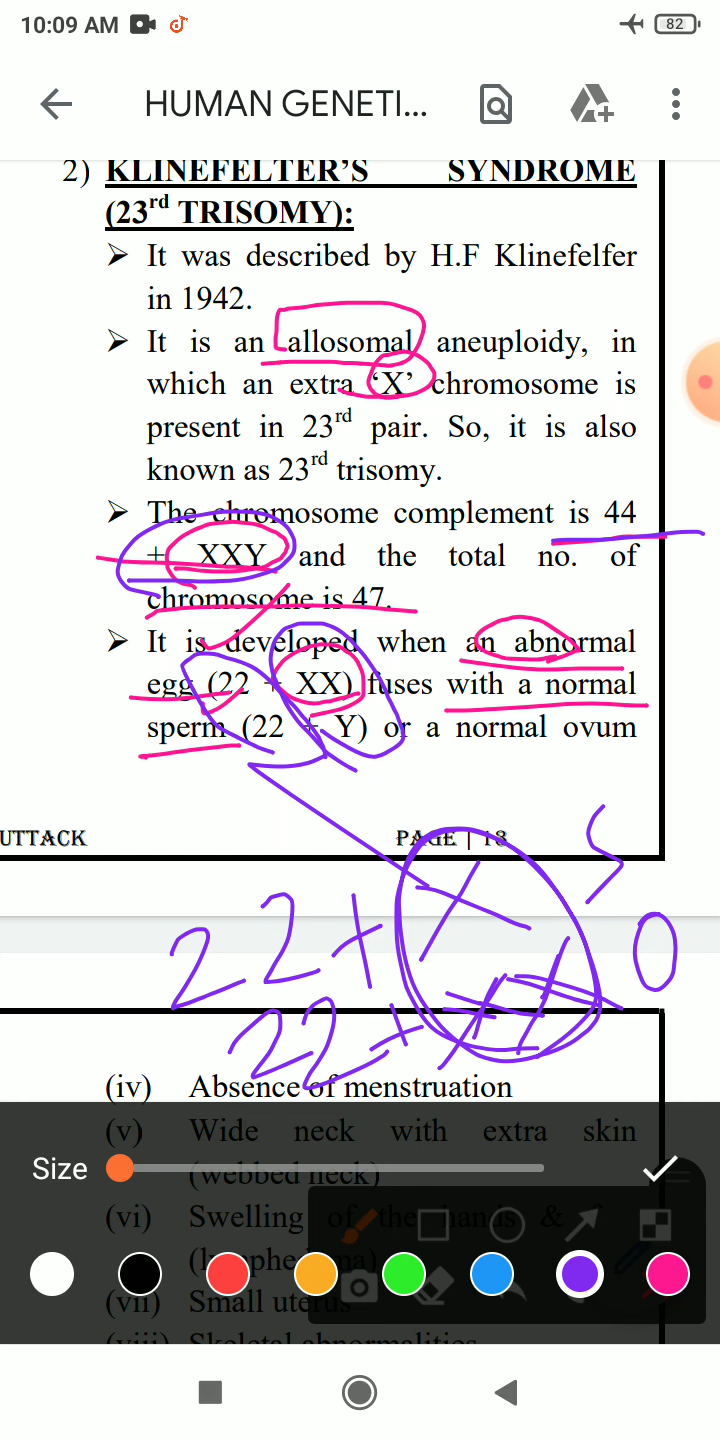 10:09 AM
82
HUMAN GENETI...
2) KLINEFELTER’S SYNDROME
(23rd TRISOMY):
➢ It was described by H.F Klinefelfer
in 1942.
➢ It is an allosomal aneuploidy, in
which an extra ‘X’ chromosome is
present in 23rd pair. So, it is also
known as 23rd trisomy.
➢ The chromosome complement is 44
+ XXY and the total no. of
chromosome is 47.
➢ It is developed when an abnormal
egg (22 + XX) fuses with a normal
sperm (22 + Y) or a normal ovum
UTTACK PAGE | 18
22+
0
22+
(iv) Absence of menstruation
(v) Wide neck with extra skin
(webbed neck)
(vi) Swelling of the hands &
(vii) Small uterus
(viii) Skeletal abnormalities
Size